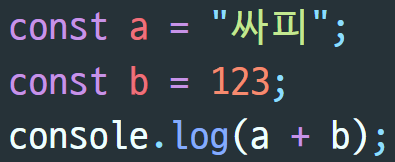 const a = "싸피";
const b = 123;
console.log(a + b);